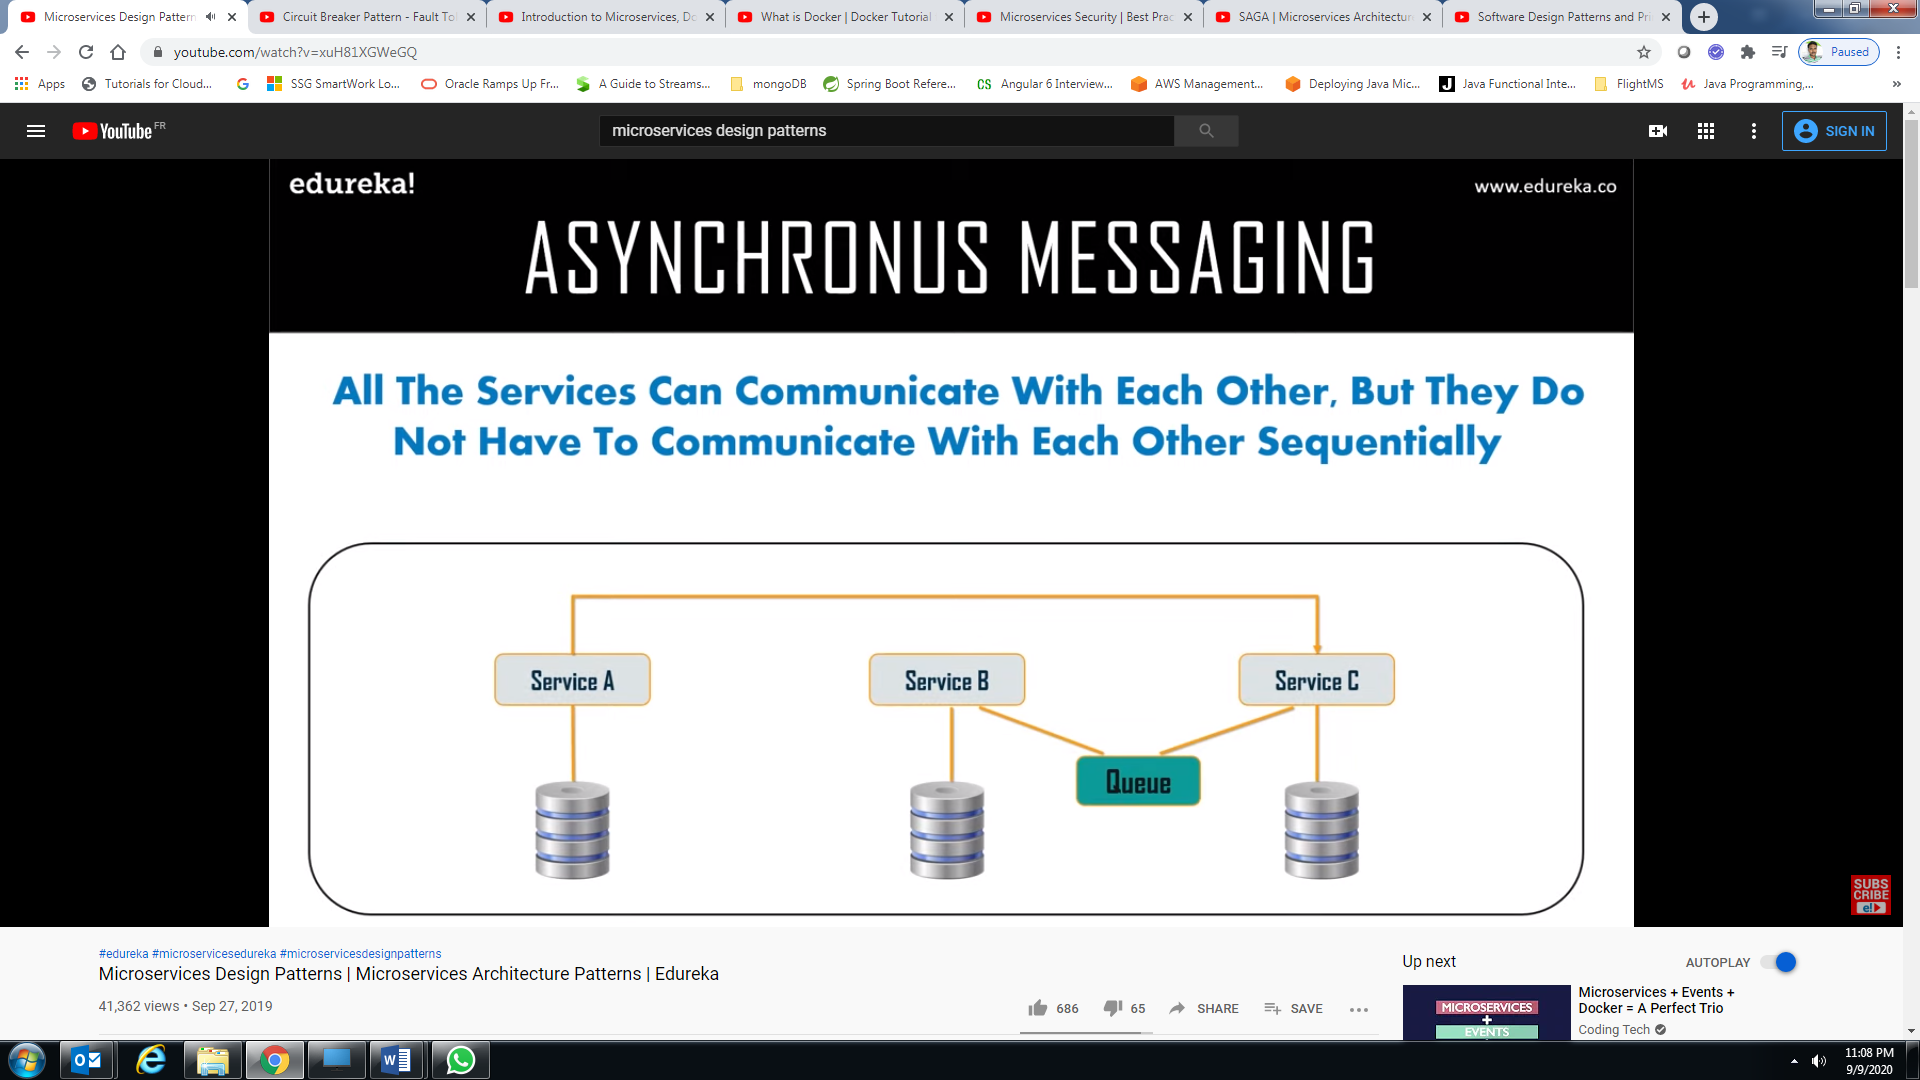 Microservices Design Pattern
Circuit Breaker Pattern - Fault Tol
Introduction to Microservices, Do
What is Docker | Docker Tutorial
Microservices Security | Best Prac
SAGA | Microservices Architectur
Software Design Patterns and Pri
youtube.com/watch?v=xuH81XGWeGQ
Paused
Apps
Tutorials for Cloud...
SSG SmartWork Lo...
Oracle Ramps Up Fr...
A Guide to Streams...
mongoDB
Spring Boot Refere...
CS Angular 6 Interview...
AWS Management...
Deploying Java Mic...
J Java Functional Inte...
FlightMS
Java Programming,...
»
YouTube FR
microservices design patterns
SIGN IN
edureka!
www.edureka.co
ASYNCHRONUS MESSAGING
All The Services Can Communicate With Each Other, But They Do
Not Have To Communicate With Each Other Sequentially
Service A
Service B
Service C
Queue
SUBS
CRIBE
e!
#edureka #microservicesedureka #microservicesdesignpatterns
Microservices Design Patterns | Microservices Architecture Patterns | Edureka
41,362 views • Sep 27, 2019
686
65
SHARE
SAVE
Up next
AUTOPLAY
MICROSERVICES
+
EVENTS
Microservices + Events +
Docker = A Perfect Trio
Coding Tech
11:08 PM
9/9/2020